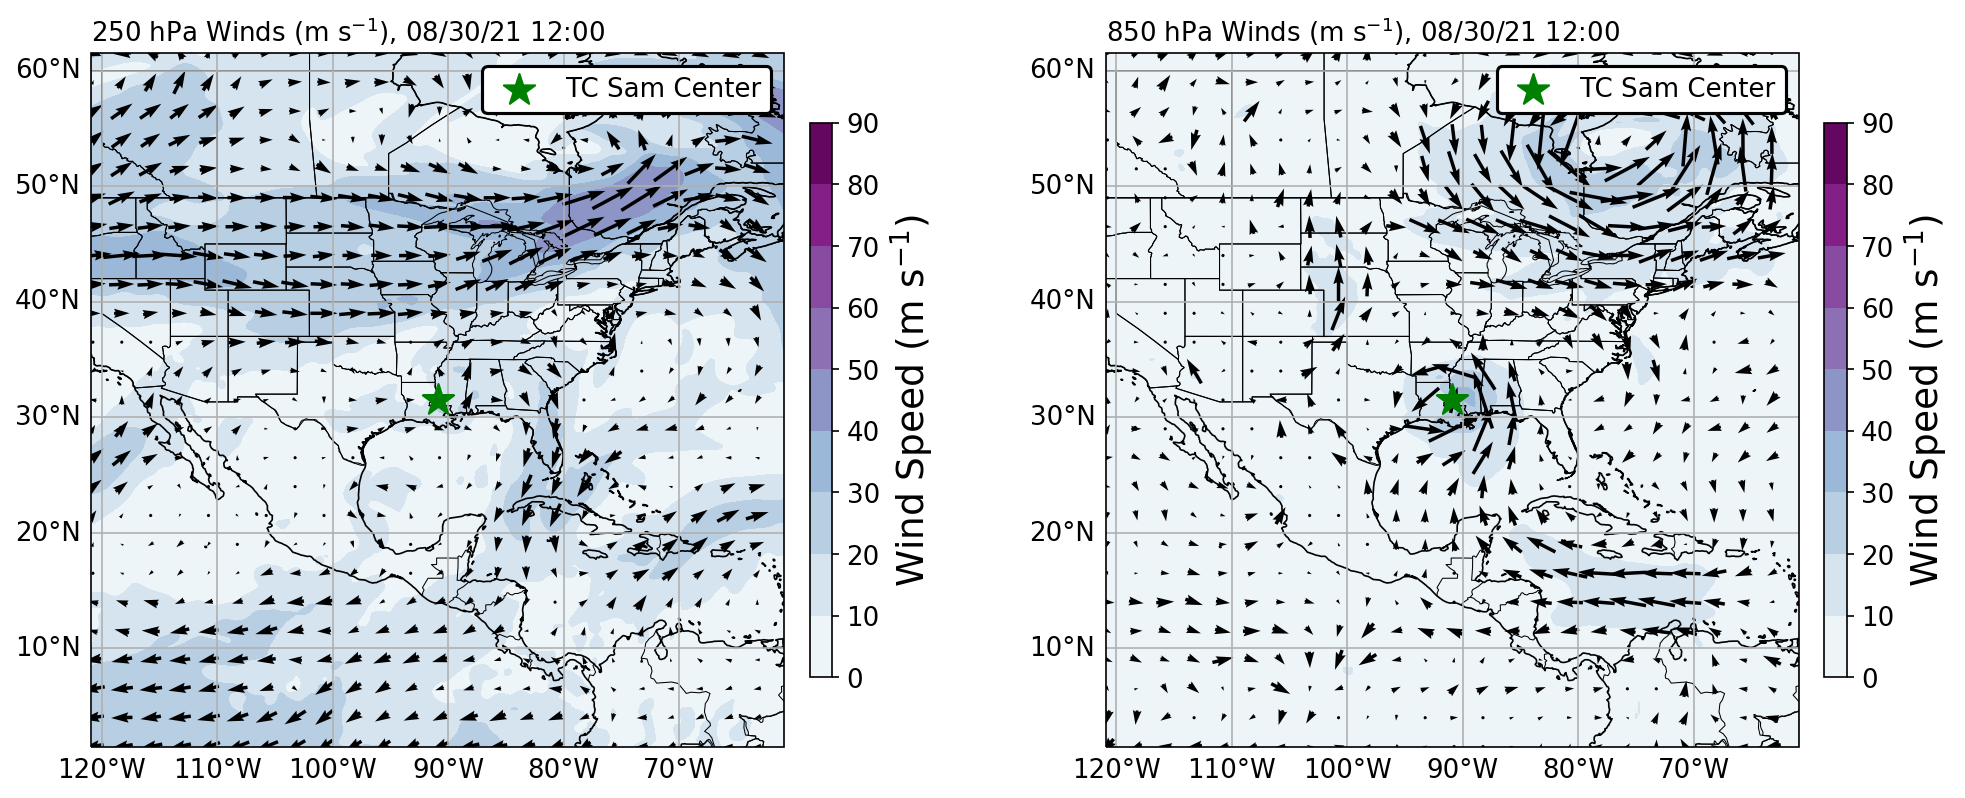 250 hPa Winds (m s⁻¹), 08/30/21 12:00
TC Sam Center
60°N
50°N
40°N
30°N
20°N
10°N
120°W 110°W 100°W 90°W 80°W 70°W
90
80
70
60
50
40
30
20
10
0
Wind Speed (m s⁻¹)
850 hPa Winds (m s⁻¹), 08/30/21 12:00
TC Sam Center
60°N
50°N
40°N
30°N
20°N
10°N
120°W 110°W 100°W 90°W 80°W 70°W
90
80
70
60
50
40
30
20
10
0
Wind Speed (m s⁻¹)